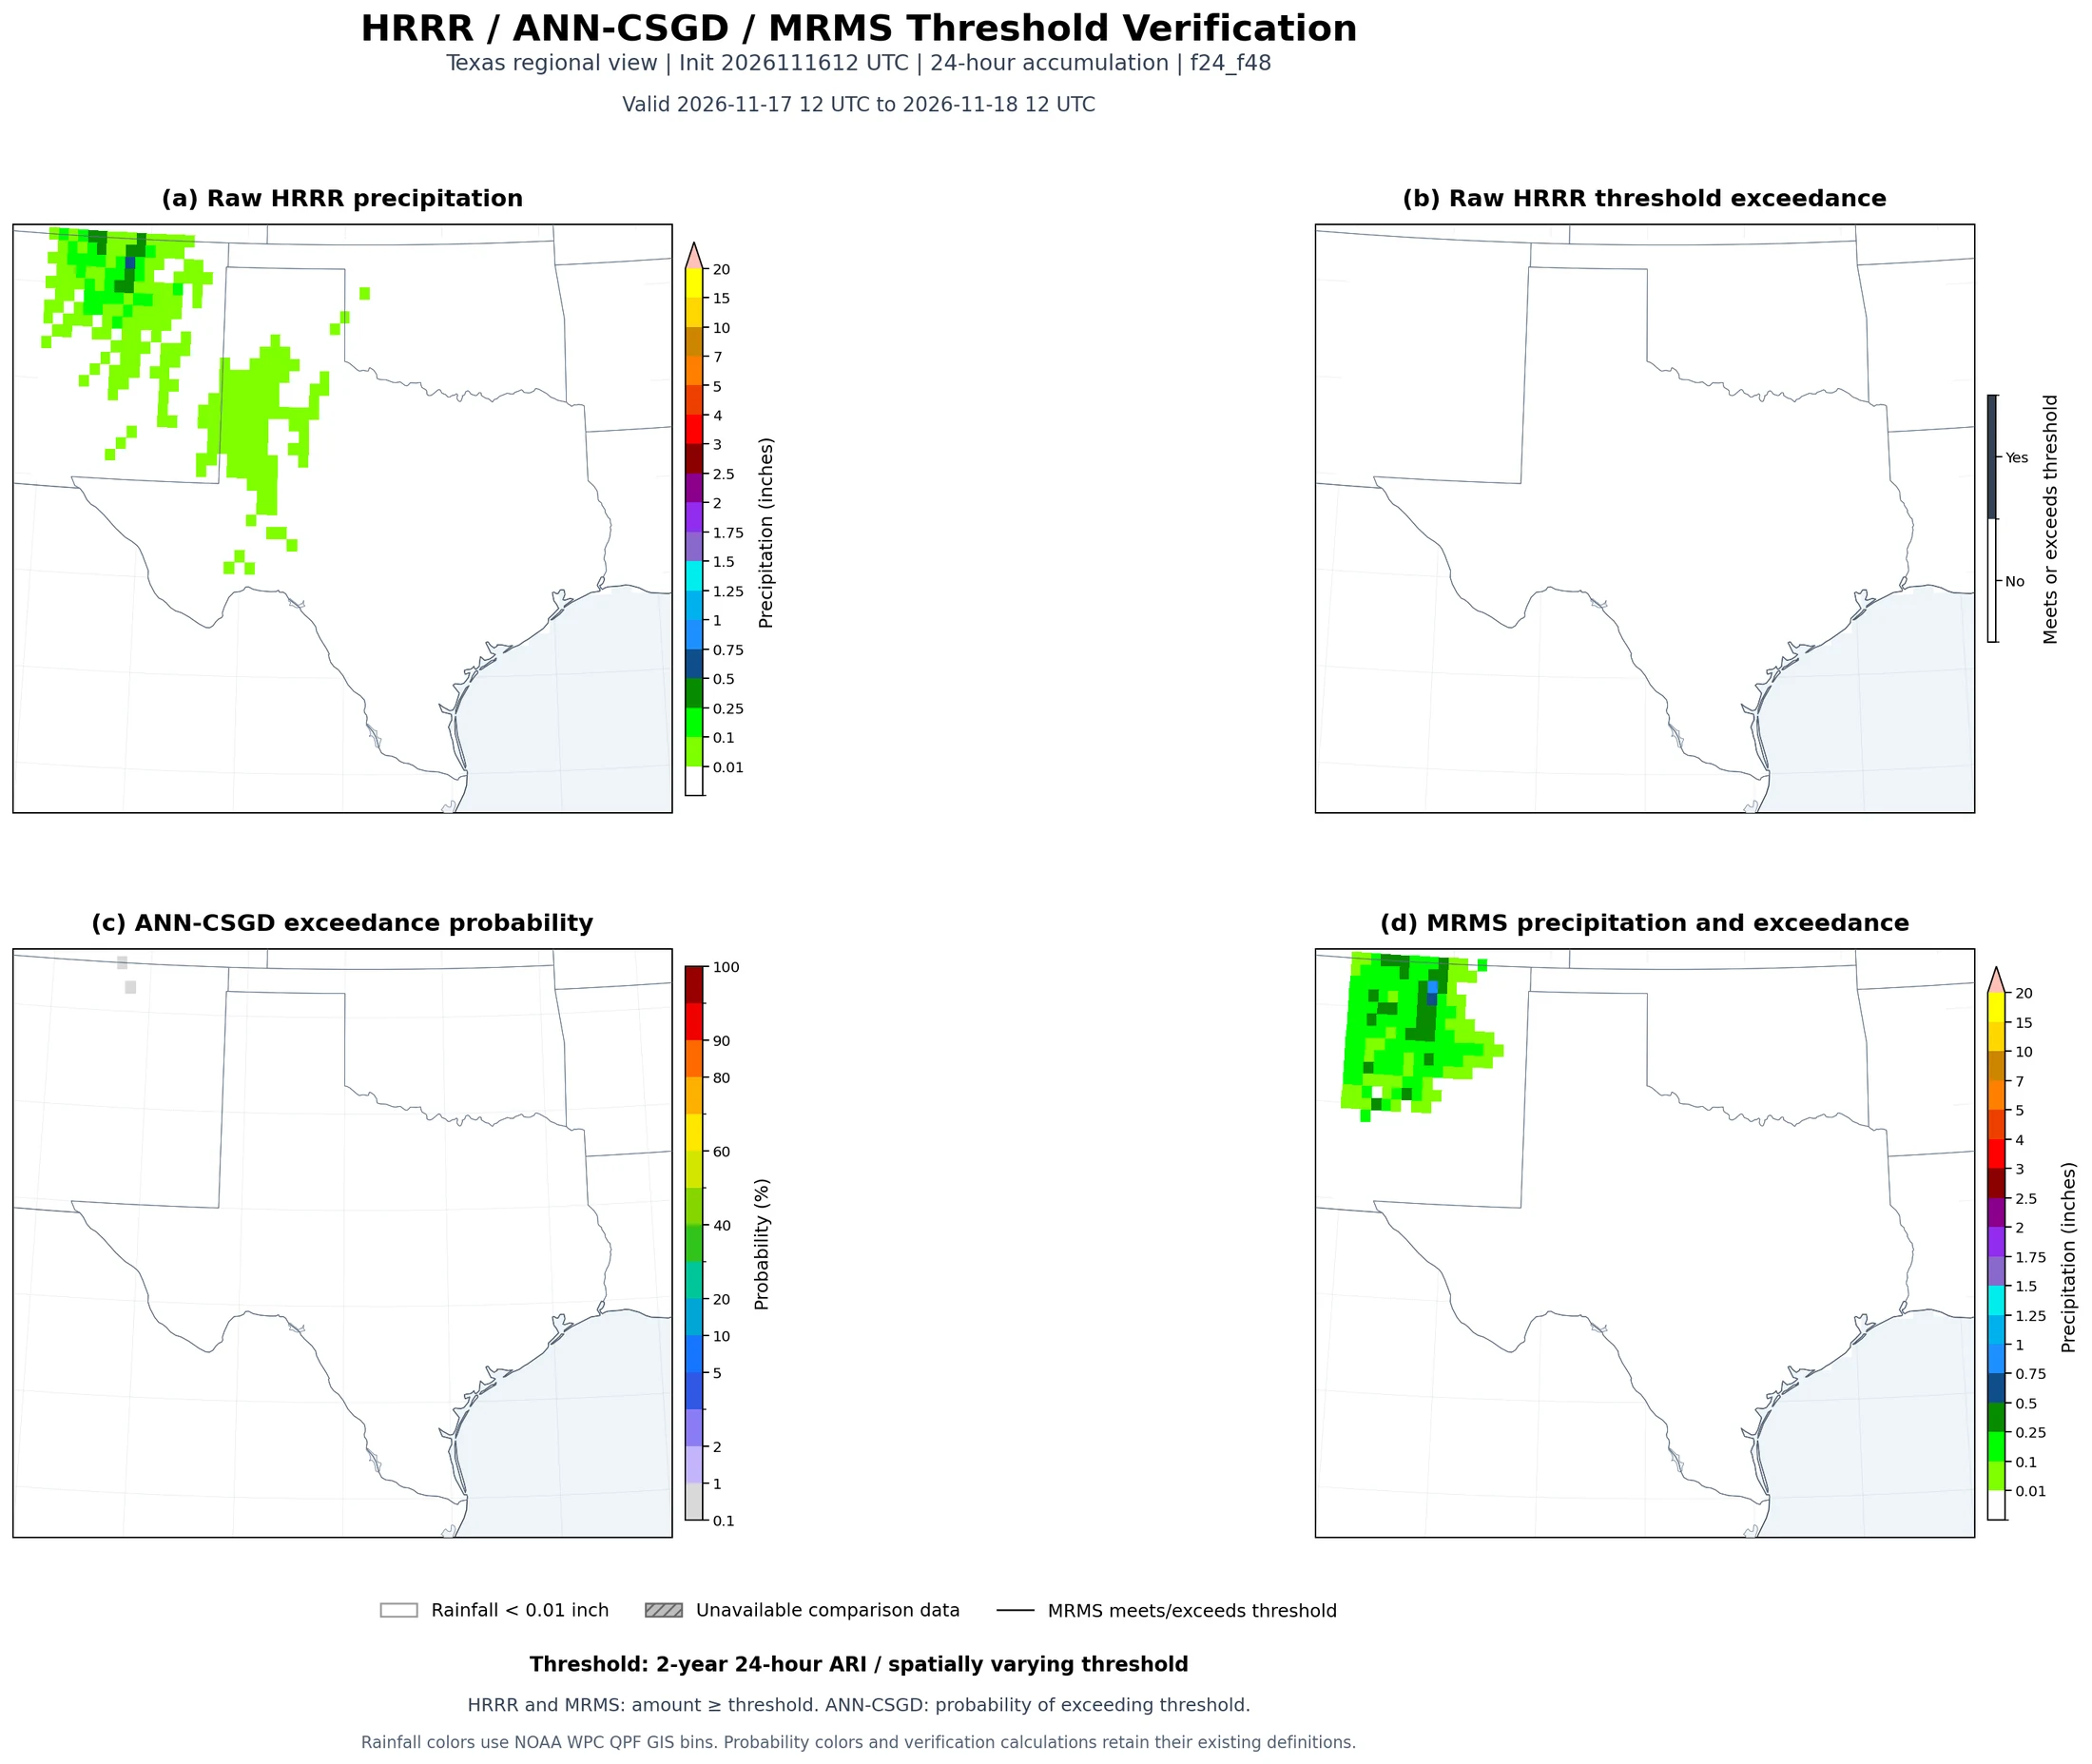 HRRR / ANN-CSGD / MRMS Threshold Verification
Texas regional view | Init 2026111612 UTC | 24-hour accumulation | f24_f48
Valid 2026-11-17 12 UTC to 2026-11-18 12 UTC
(a) Raw HRRR precipitation
20
15
10
7
5
4
3
2.5
2
1.75
1.5
1.25
1
0.75
0.5
0.25
0.1
0.01
Precipitation (inches)
(b) Raw HRRR threshold exceedance
Yes
No
Meets or exceeds threshold
(c) ANN-CSGD exceedance probability
100
90
80
60
40
20
10
5
2
1
0.1
Probability (%)
(d) MRMS precipitation and exceedance
20
15
10
7
5
4
3
2.5
2
1.75
1.5
1.25
1
0.75
0.5
0.25
0.1
0.01
Precipitation (inches)
Rainfall < 0.01 inch
Unavailable comparison data
MRMS meets/exceeds threshold
Threshold: 2-year 24-hour ARI / spatially varying threshold
HRRR and MRMS: amount ≥ threshold. ANN-CSGD: probability of exceeding threshold.
Rainfall colors use NOAA WPC QPF GIS bins. Probability colors and verification calculations retain their existing definitions.